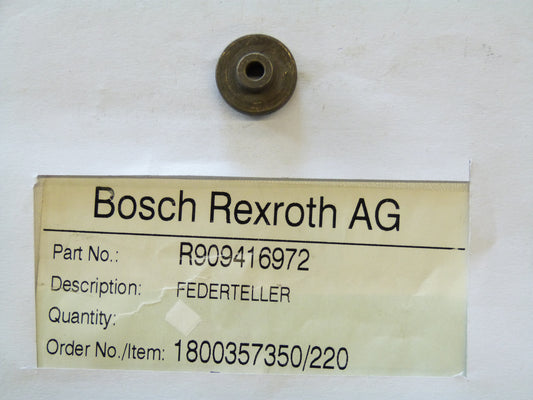 Bosch Rexroth AG
Part No.: R909416972
Description: FEDERTELLER
Quantity:
Order No./Item: 1800357350/220